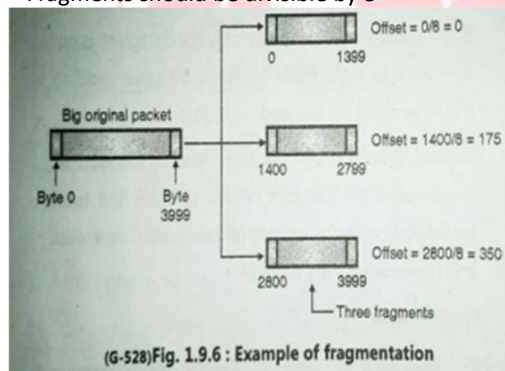 Fragments should be divisible by 8
Offset = 0/8 = 0
0 1399
Big original packet
Offset = 1400/8 = 175
1400 2799
Byte 0
Byte
3999
Offset = 2800/8 = 350
2800 3999
Three fragments
(G-528)Fig. 1.9.6 : Example of fragmentation